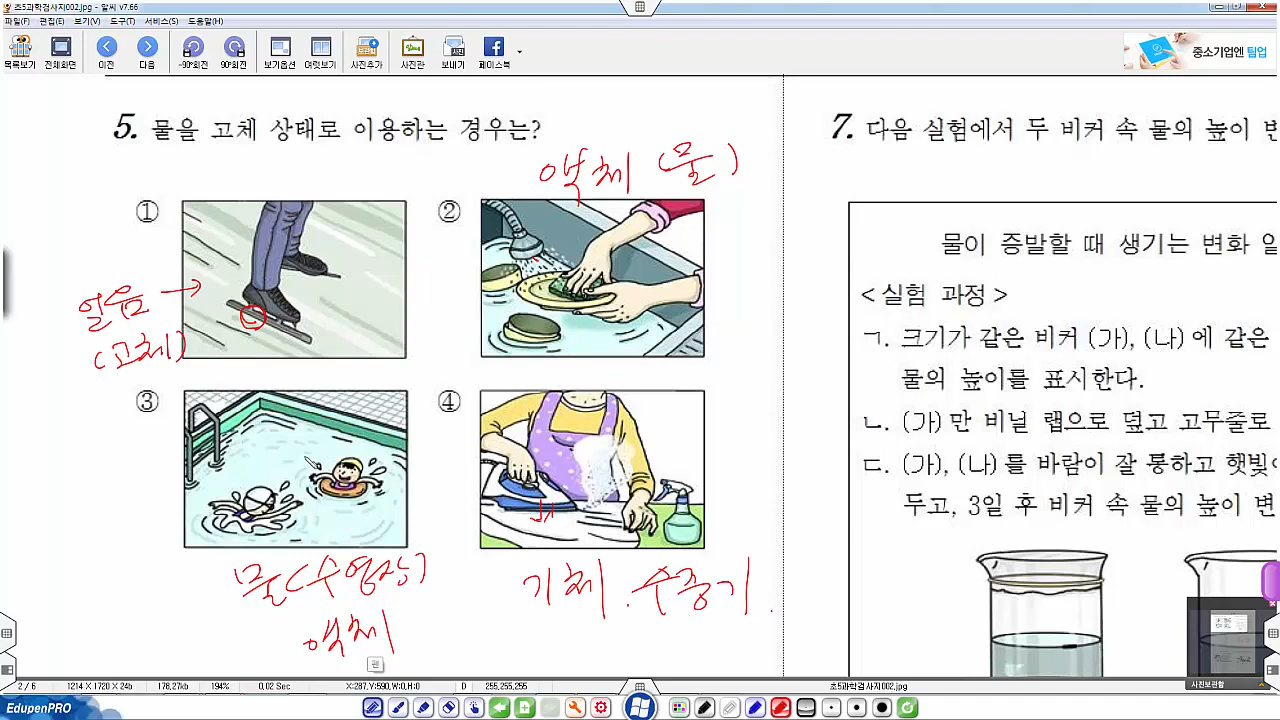 초5과학검사지002.jpg - 알씨 v7.66
파일(F) 편집(E) 보기(V) 도구(T) 서비스(S) 도움말(H)
목록보기 전체화면 이전 다음 -90°회전 90°회전 보기옵션 여럿보기 사진추가 사진관 보내기 페이스북
중소기업엔 팀업
5. 물을 고체 상태로 이용하는 경우는?
액체 (물)
① ②
얼음 →
(고체)
③ ④
물(수영장)
액체
기체. 수증기.
펜
7. 다음 실험에서 두 비커 속 물의 높이 변
물이 증발할 때 생기는 변화 알
<실험 과정>
ㄱ. 크기가 같은 비커 (가), (나)에 같은
물의 높이를 표시한다.
ㄴ. (가)만 비닐 랩으로 덮고 고무줄로
ㄷ. (가), (나)를 바람이 잘 통하고 햇빛이
두고, 3일 후 비커 속 물의 높이 변
사진보관함
2 / 6 1214 X 1720 X 24b 178,27kb 194% 0,02 Sec X:287,Y:590,W:0,H:0 D 255,255,255 초5과학검사지002.jpg
EdupenPRO